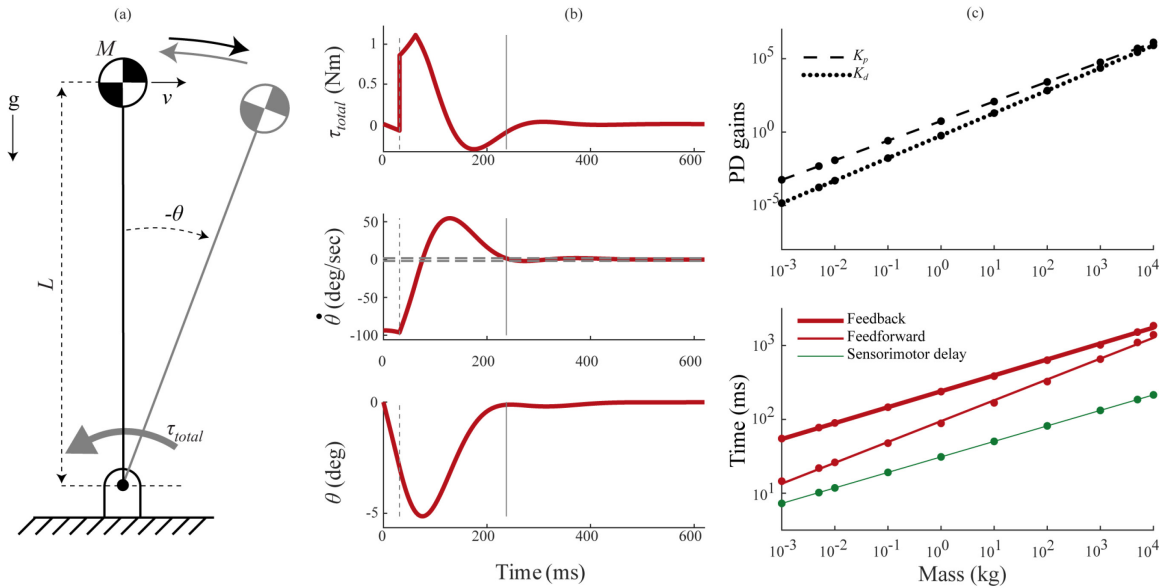 (a)
M
v
g
-θ
L
τtotal
(b)
τtotal (Nm)
1
0.5
0
0 200 400 600
θ̇ (deg/sec)
50
0
-50
-100
0 200 400 600
θ (deg)
0
-5
0 200 400 600
Time (ms)
(c)
PD gains
10^5
10^0
10^-5
Kp
Kd
10^-3 10^-2 10^-1 10^0 10^1 10^2 10^3 10^4
Time (ms)
10^3
10^2
10^1
Feedback
Feedforward
Sensorimotor delay
10^-3 10^-2 10^-1 10^0 10^1 10^2 10^3 10^4
Mass (kg)